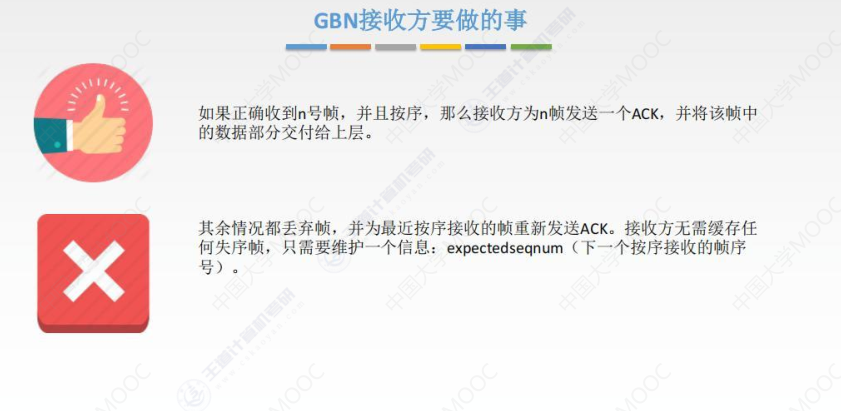 GBN接收方要做的事
如果正确收到n号帧，并且按序，那么接收方为n帧发送一个ACK，并将该帧中
的数据部分交付给上层。
其余情况都丢弃帧，并为最近按序接收的帧重新发送ACK。接收方无需缓存任
何失序帧，只需要维护一个信息：expectedseqnum（下一个按序接收的帧序
号）。
中国大学MOOC
王道计算机考研